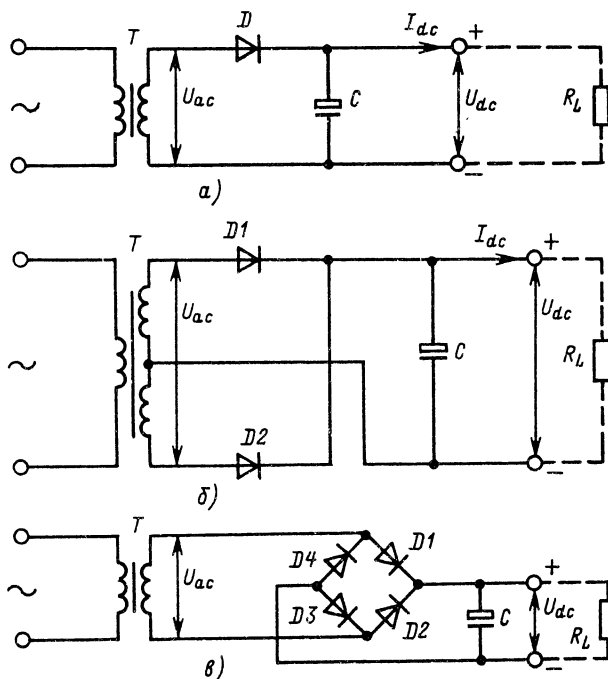 T
D
I_dc
+
U_ac
C
U_dc
R_L
~
−
а)
T
D1
I_dc
+
U_ac
U_dc
~
C
R_L
D2
−
б)
T
D4
D1
+
~
U_ac
C
U_dc
D3
D2
R_L
−
в)